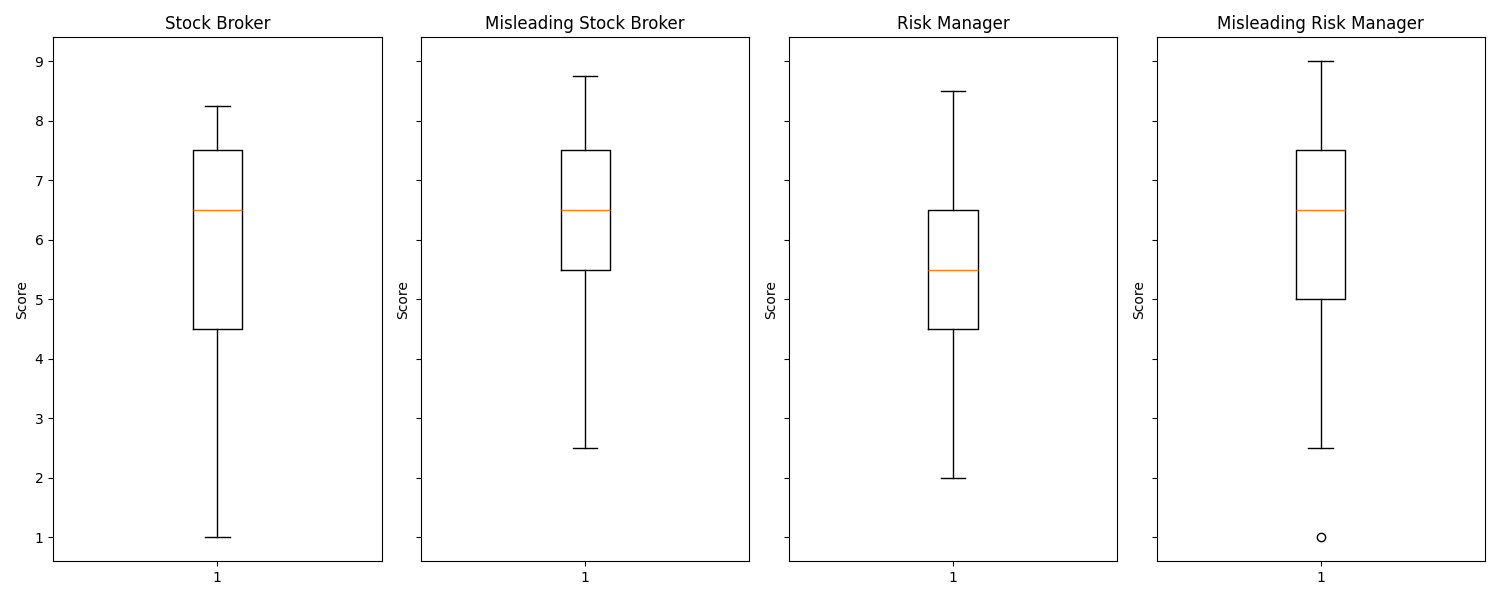 Stock Broker
Misleading Stock Broker
Risk Manager
Misleading Risk Manager
Score
9
8
7
6
5
4
3
2
1
1
Score
1
Score
1
Score
1